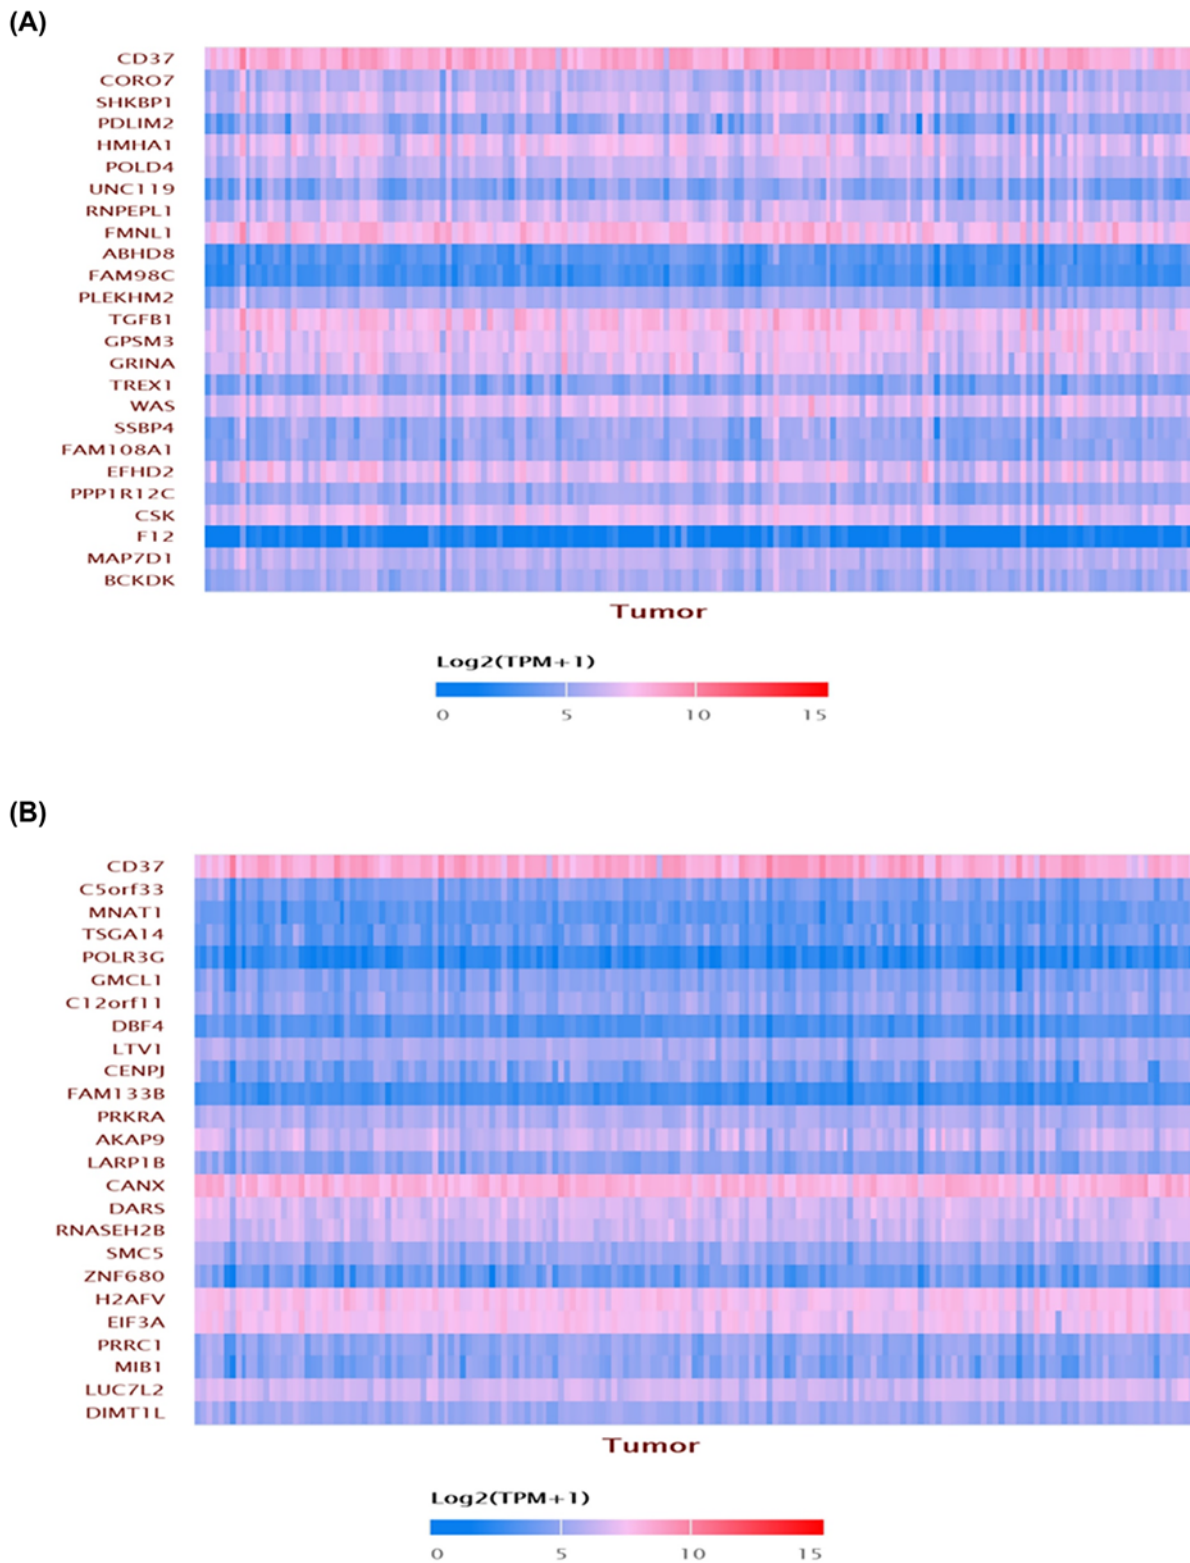 (A)
CD37
CORO7
SHKBP1
PDLIM2
HMHA1
POLD4
UNC119
RNPEPL1
FMNL1
ABHD8
FAM98C
PLEKHM2
TGFB1
GPSM3
GRINA
TREX1
WAS
SSBP4
FAM108A1
EFHD2
PPP1R12C
CSK
F12
MAP7D1
BCKDK
Tumor
Log2(TPM+1)
0 5 10 15
(B)
CD37
C5orf33
MNAT1
TSGA14
POLR3G
GMCL1
C12orf11
DBF4
LTV1
CENPJ
FAM133B
PRKRA
AKAP9
LARP1B
CANX
DARS
RNASEH2B
SMC5
ZNF680
H2AFV
EIF3A
PRRC1
MIB1
LUC7L2
DIMT1L
Tumor
Log2(TPM+1)
0 5 10 15